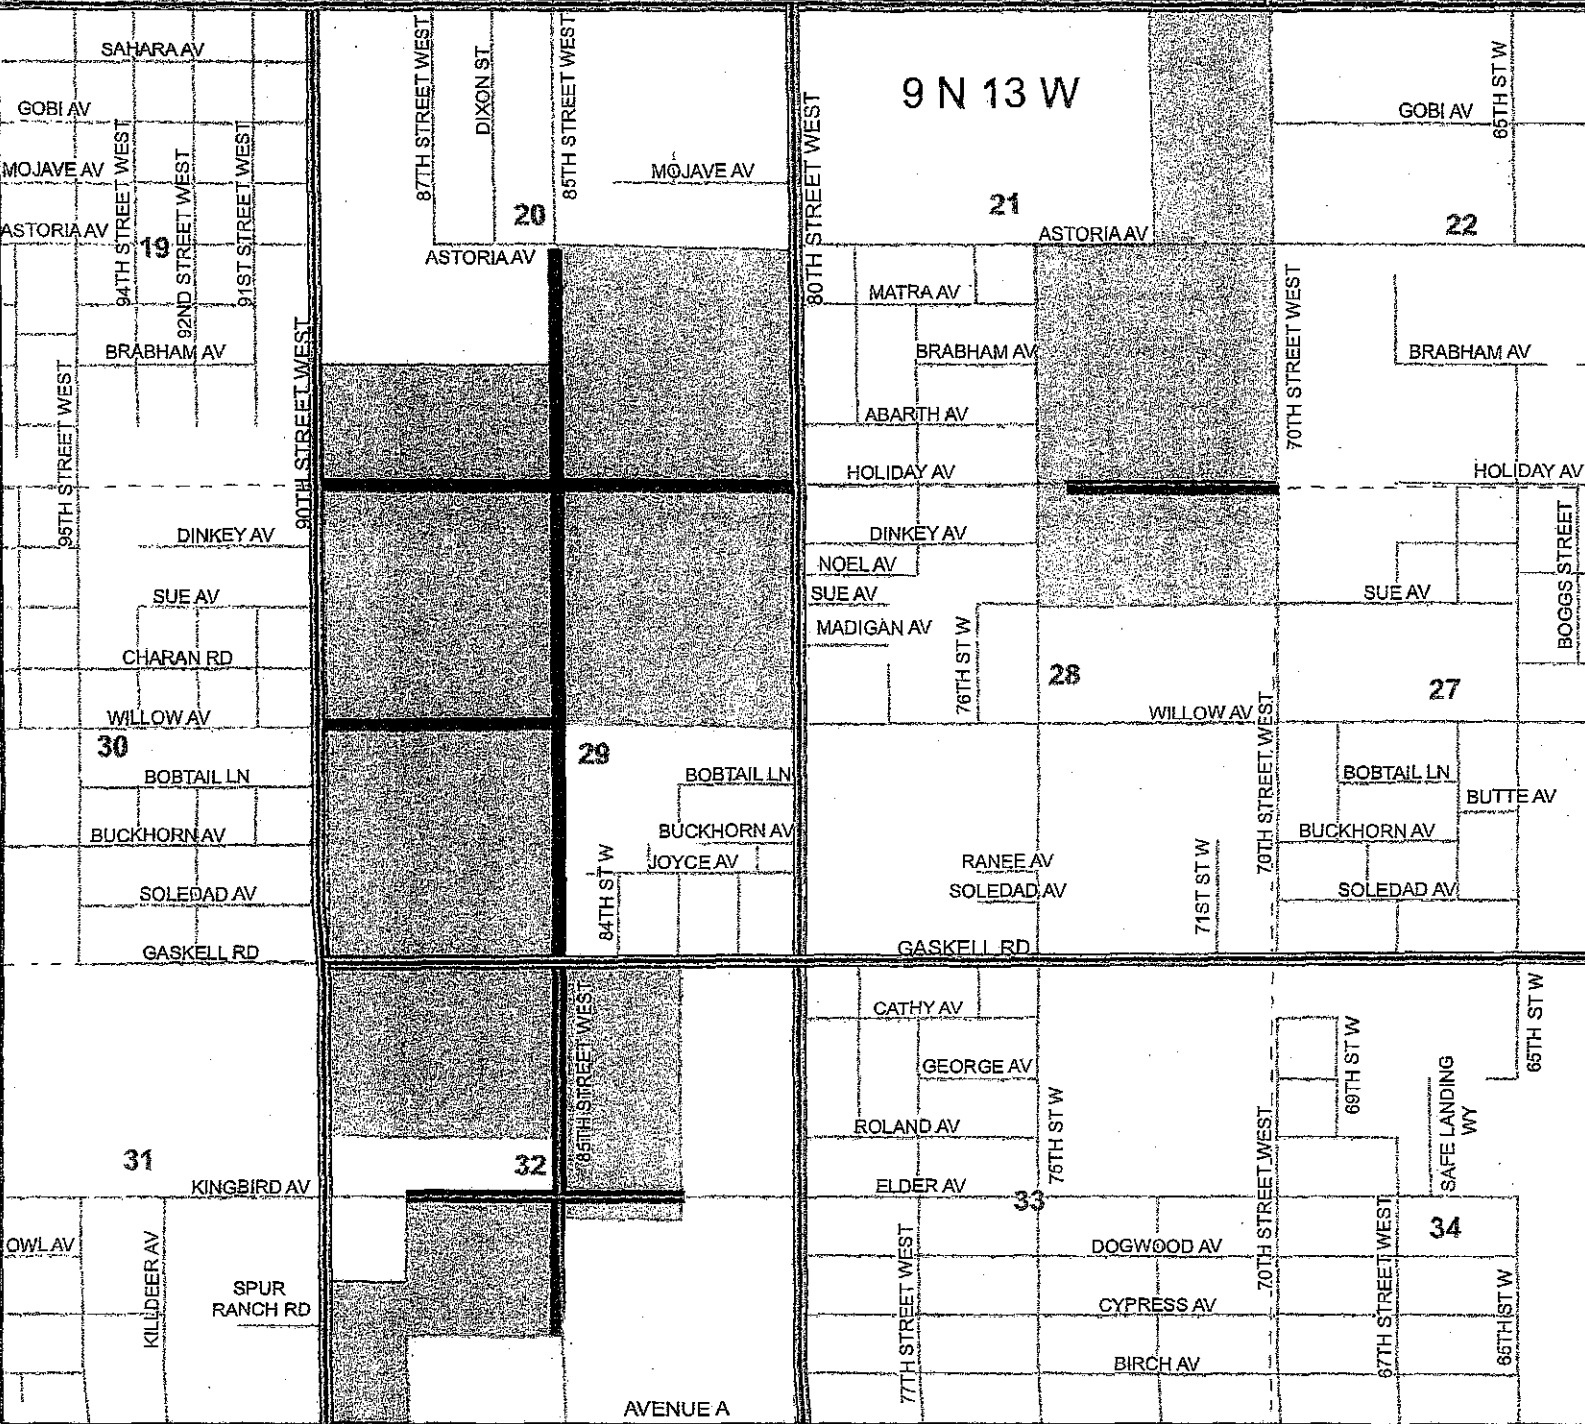 SAHARA AV
GOBI AV
MOJAVE AV
ASTORIA AV
19
94TH STREET WEST
92ND STREET WEST
91ST STREET WEST
BRABHAM AV
95TH STREET WEST
90TH STREET WEST
DINKEY AV
SUE AV
CHARAN RD
WILLOW AV
30
BOBTAIL LN
BUCKHORN AV
SOLEDAD AV
GASKELL RD
31
KINGBIRD AV
OWL AV
KILLDEER AV
SPUR
RANCH RD
87TH STREET WEST
DIXON ST
85TH STREET WEST
20
ASTORIA AV
MOJAVE AV
80TH STREET WEST
29
BOBTAIL LN
BUCKHORN AV
JOYCE AV
84TH ST W
85TH STREET WEST
32
AVENUE A
9 N 13 W
21
ASTORIA AV
MATRA AV
BRABHAM AV
ABARTH AV
HOLIDAY AV
DINKEY AV
NOEL AV
SUE AV
MADIGAN AV
76TH ST W
28
WILLOW AV
RANEE AV
SOLEDAD AV
71ST ST W
GASKELL RD
70TH STREET WEST
70TH STREET WEST
CATHY AV
GEORGE AV
ROLAND AV
75TH ST W
ELDER AV
33
77TH STREET WEST
DOGWOOD AV
CYPRESS AV
BIRCH AV
70TH STREET WEST
GOBI AV
65TH ST W
22
BRABHAM AV
HOLIDAY AV
BOGGS STREET
SUE AV
27
BOBTAIL LN
BUTTE AV
BUCKHORN AV
SOLEDAD AV
65TH ST W
69TH ST W
SAFE LANDING
WY
67TH STREET WEST
34
65TH ST W